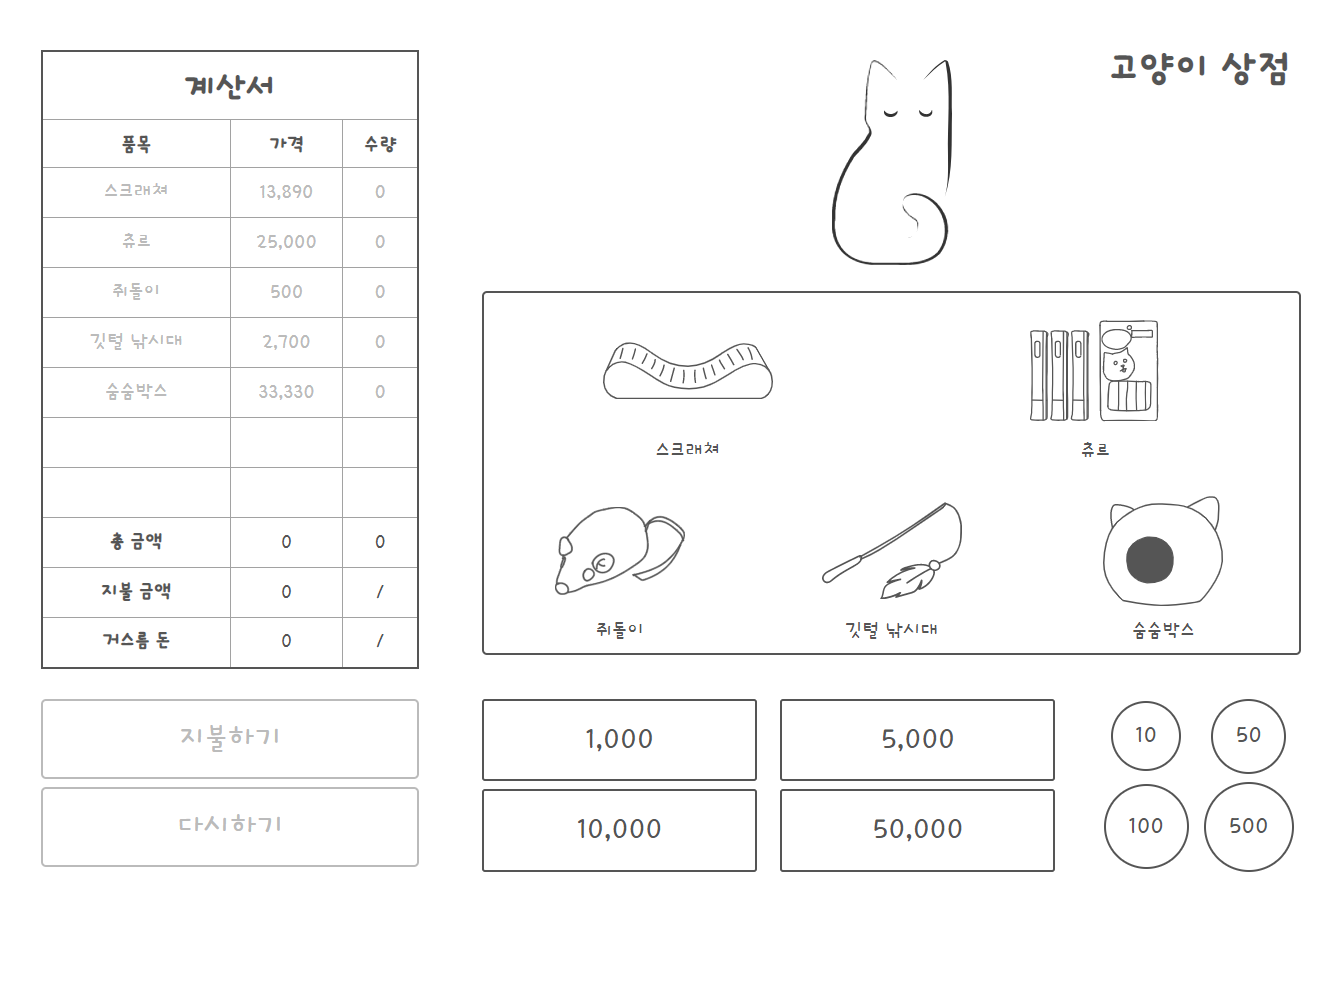 고양이 상점
계산서
품목 가격 수량
스크래쳐 13,890 0
츄르 25,000 0
쥐돌이 500 0
깃털 낚시대 2,700 0
숨숨박스 33,330 0
총 금액 0 0
지불 금액 0 /
거스름 돈 0 /
지불하기
다시하기
스크래쳐 츄르
쥐돌이 깃털 낚시대 숨숨박스
1,000 5,000 10 50
10,000 50,000 100 500